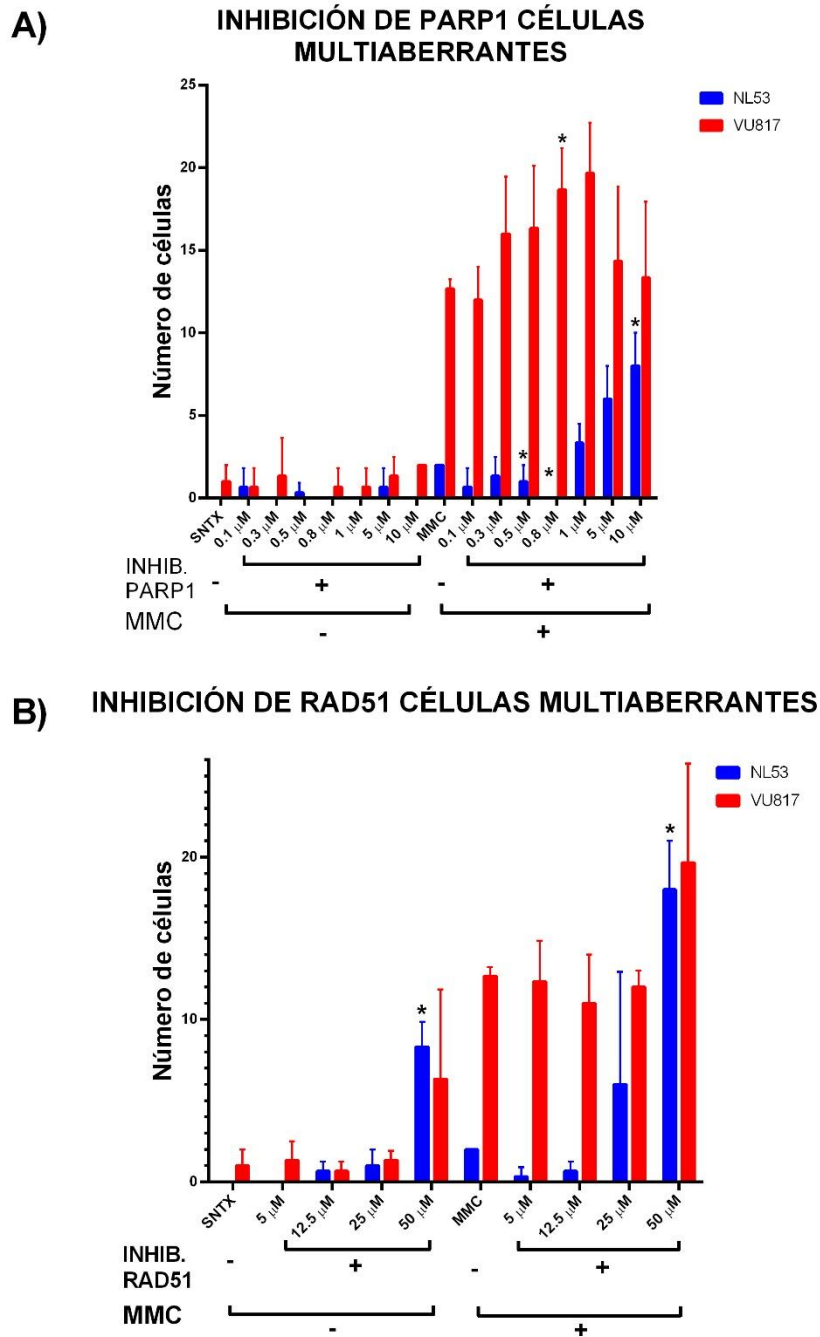 A)
INHIBICIÓN DE PARP1 CÉLULAS
MULTIABERRANTES
NL53
VU817
Número de células
25
20
15
10
5
0
*
*
*
*
SNTX
0.1 µM
0.3 µM
0.5 µM
0.8 µM
1 µM
5 µM
10 µM
MMC
0.1 µM
0.3 µM
0.5 µM
0.8 µM
1 µM
5 µM
10 µM
INHIB.
PARP1
- + - +
MMC
- +
B)
INHIBICIÓN DE RAD51 CÉLULAS MULTIABERRANTES
NL53
VU817
Número de células
20
10
0
*
*
SNTX
5 µM
12.5 µM
25 µM
50 µM
MMC
5 µM
12.5 µM
25 µM
50 µM
INHIB.
RAD51
- + - +
MMC
- +